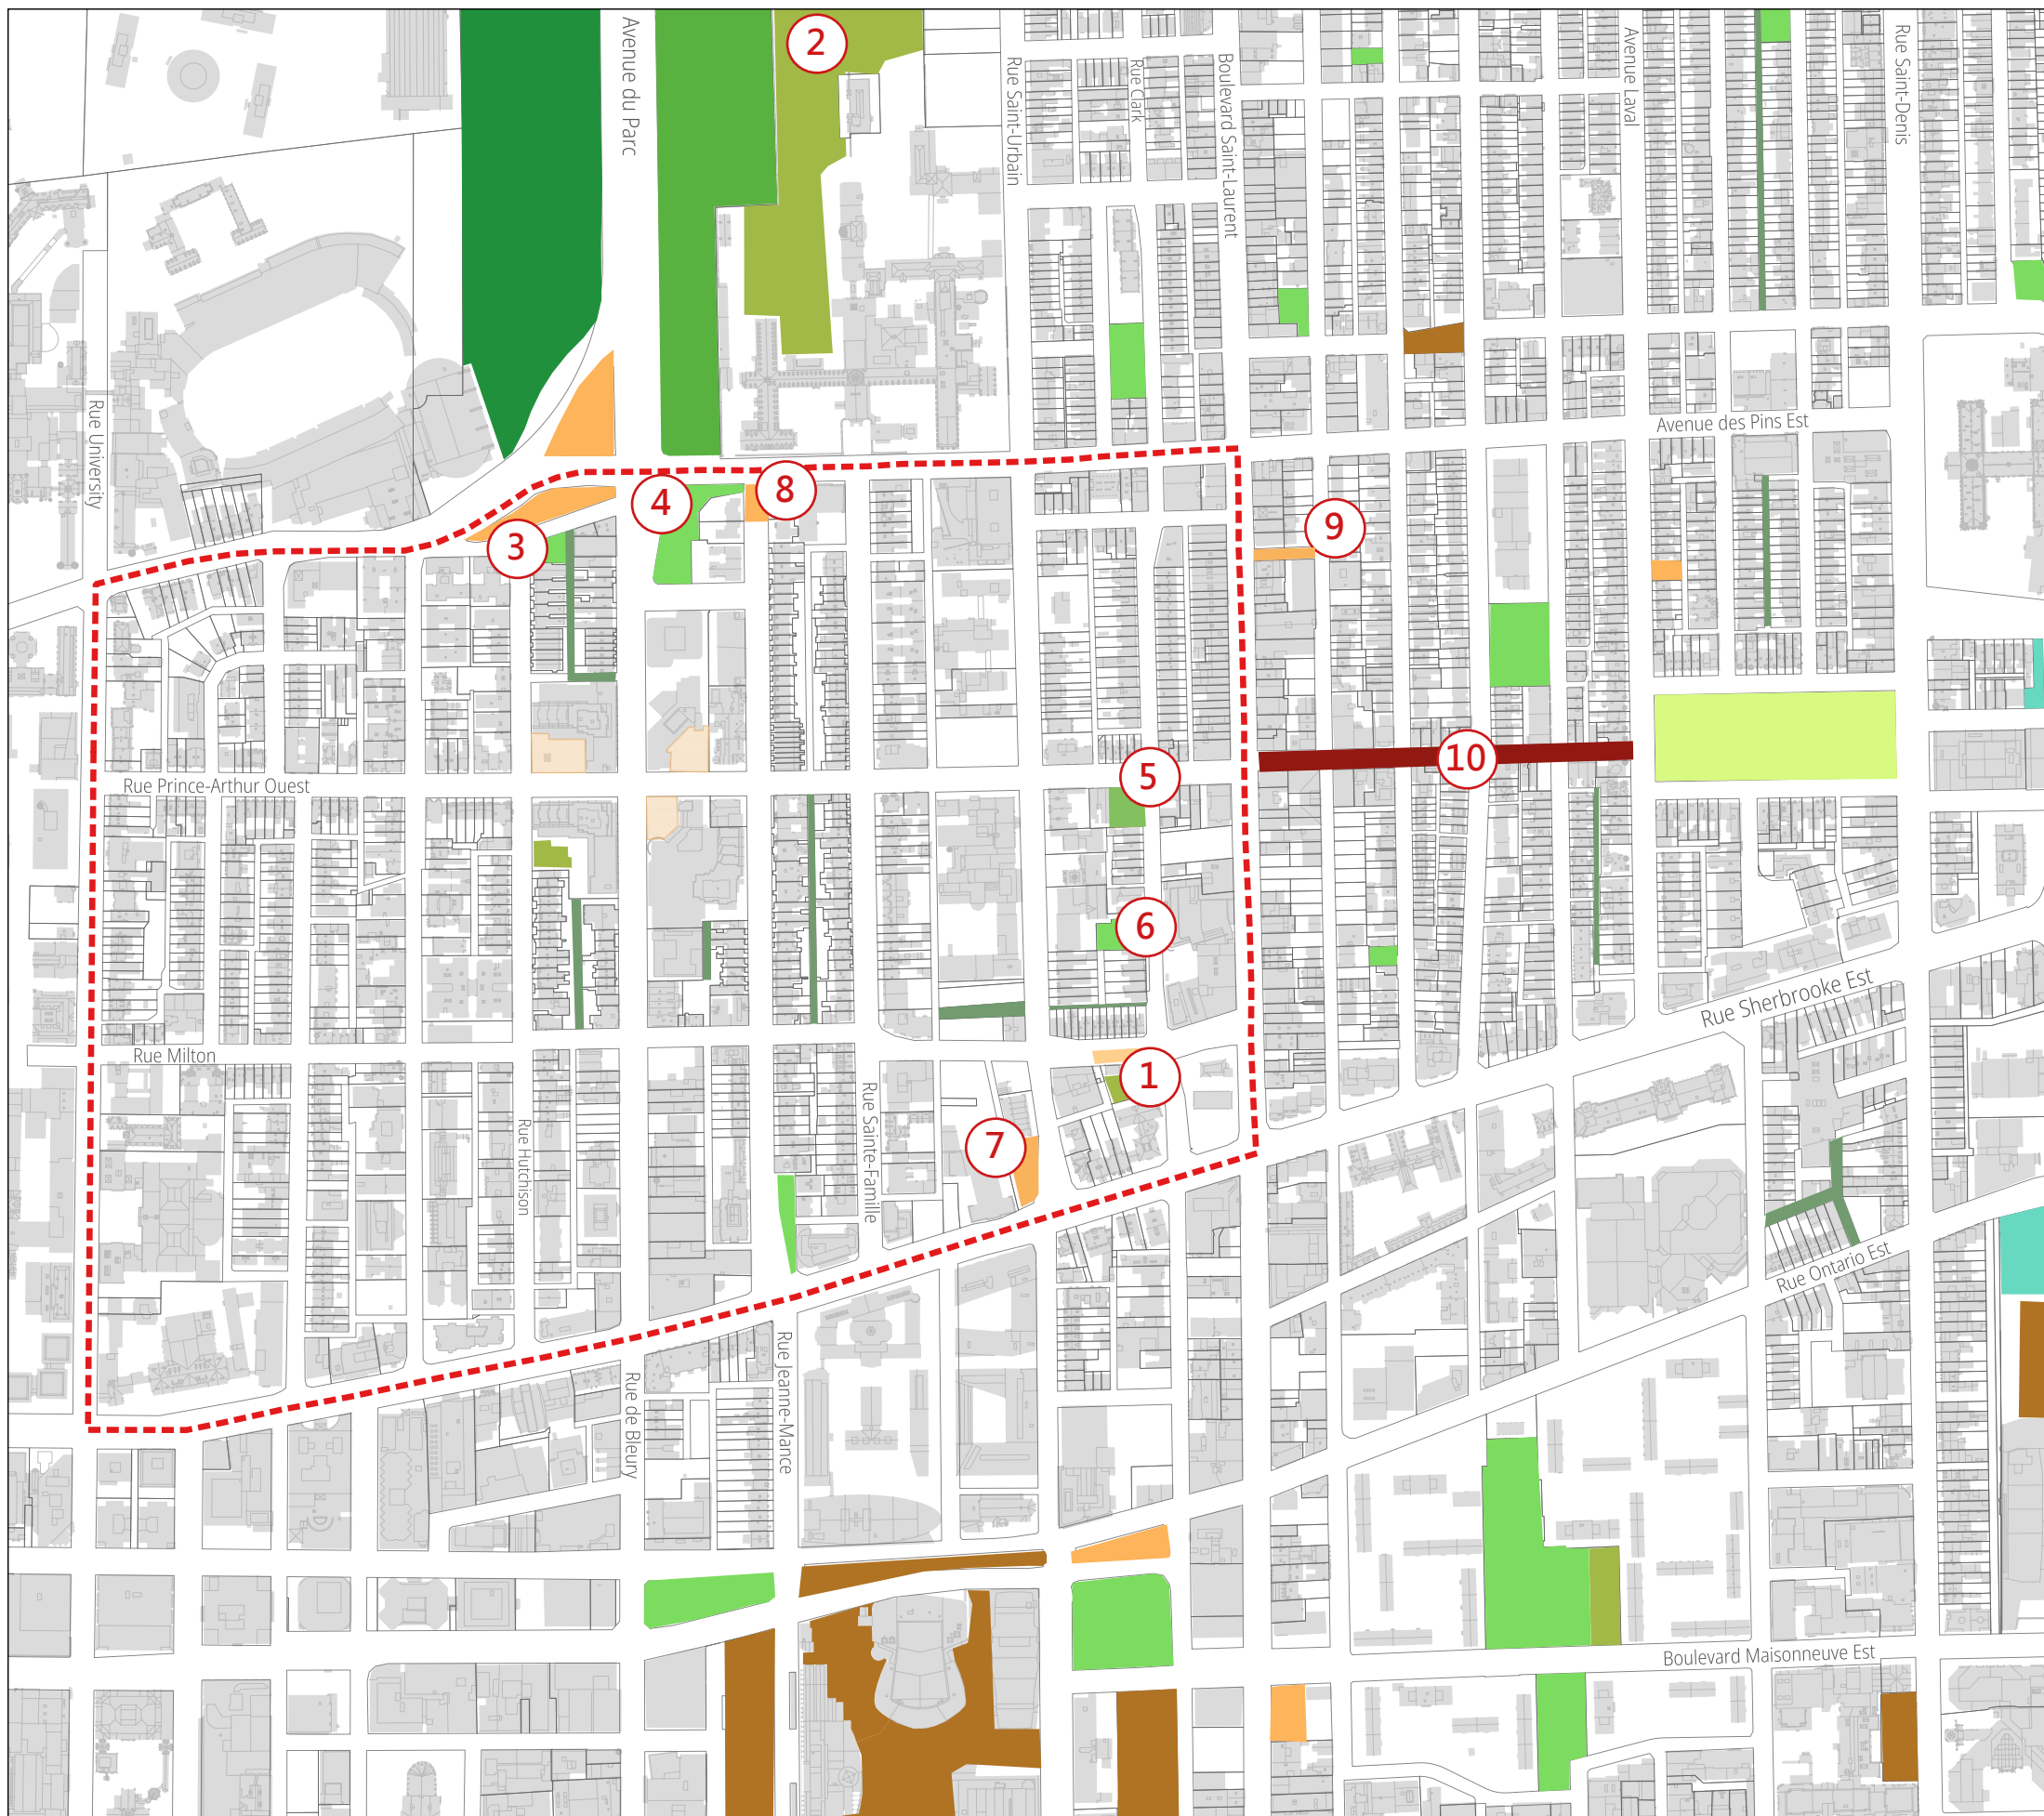 2
Avenue du Parc
Rue Saint-Urbain
Rue Clark
Boulevard Saint-Laurent
Avenue Laval
Rue Saint-Denis
Rue University
Avenue des Pins Est
3
4
8
9
5
10
Rue Prince-Arthur Ouest
6
Rue Sherbrooke Est
Rue Milton
1
7
Rue Hutchison
Rue Sainte-Famille
Rue Ontario Est
Rue de Bleury
Rue Jeanne-Mance
Boulevard Maisonneuve Est